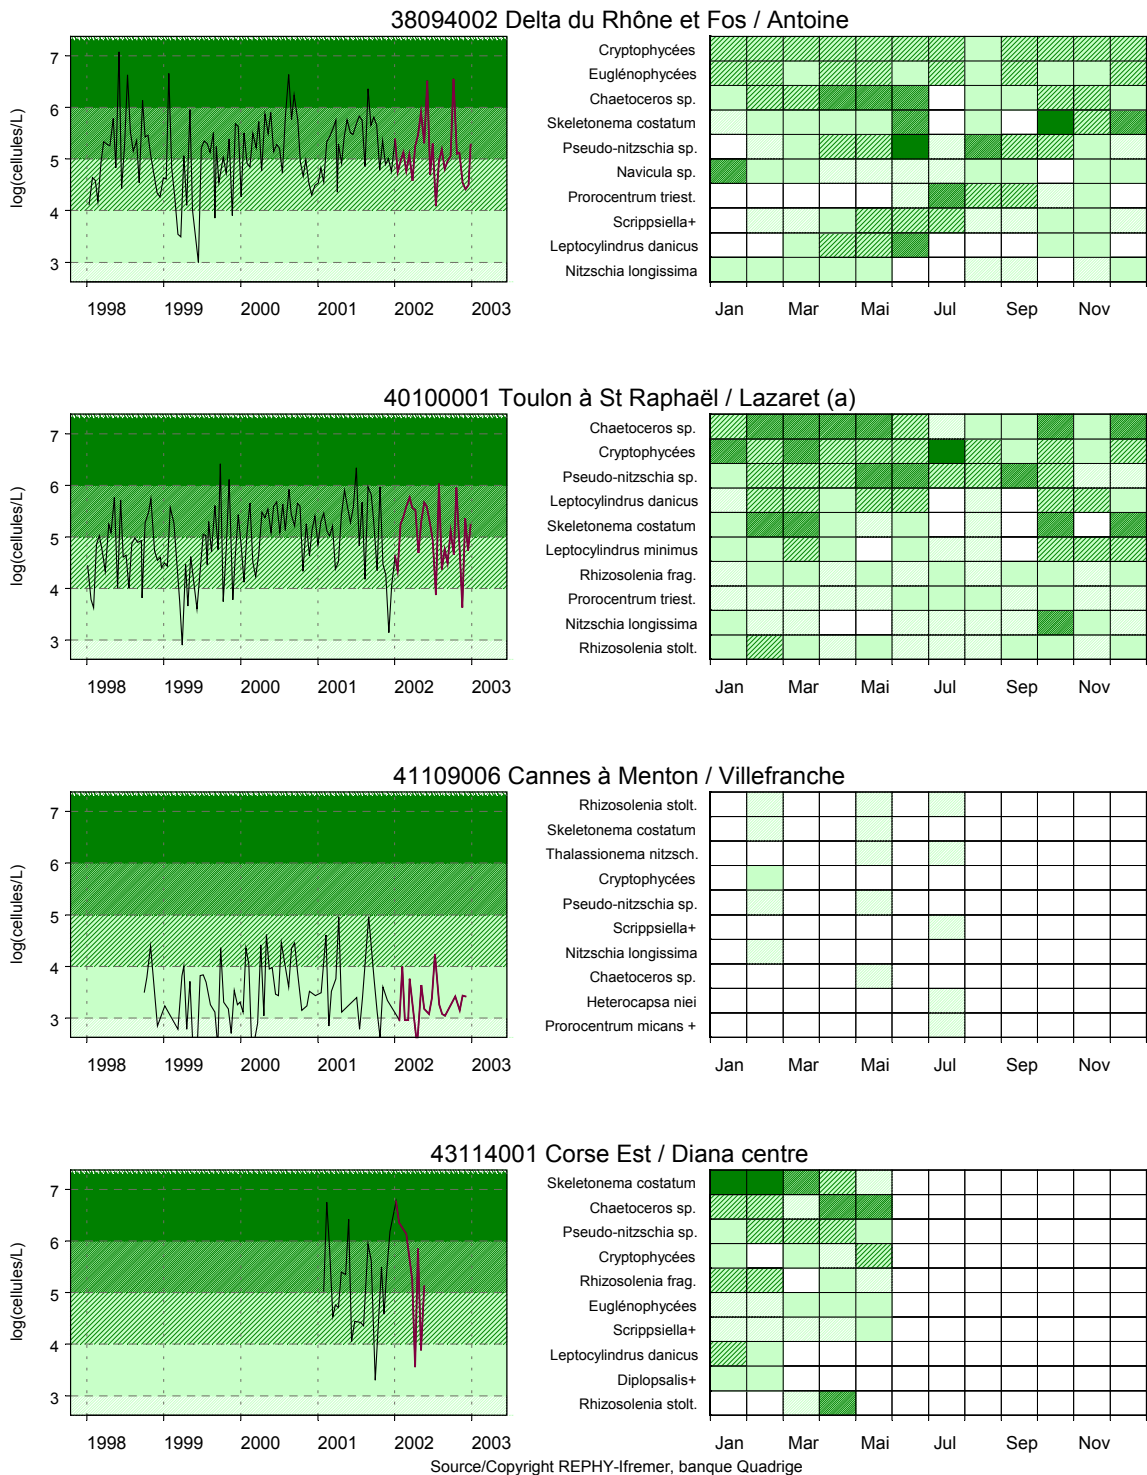 38094002 Delta du Rhône et Fos / Antoine
log(cellules/L)
7
6
5
4
3
1998 1999 2000 2001 2002 2003
Cryptophycées
Euglénophycées
Chaetoceros sp.
Skeletonema costatum
Pseudo-nitzschia sp.
Navicula sp.
Prorocentrum triest.
Scrippsiella+
Leptocylindrus danicus
Nitzschia longissima
Jan Mar Mai Jul Sep Nov
40100001 Toulon à St Raphaël / Lazaret (a)
log(cellules/L)
7
6
5
4
3
1998 1999 2000 2001 2002 2003
Chaetoceros sp.
Cryptophycées
Pseudo-nitzschia sp.
Leptocylindrus danicus
Skeletonema costatum
Leptocylindrus minimus
Rhizosolenia frag.
Prorocentrum triest.
Nitzschia longissima
Rhizosolenia stolt.
Jan Mar Mai Jul Sep Nov
41109006 Cannes à Menton / Villefranche
log(cellules/L)
7
6
5
4
3
1998 1999 2000 2001 2002 2003
Rhizosolenia stolt.
Skeletonema costatum
Thalassionema nitzsch.
Cryptophycées
Pseudo-nitzschia sp.
Scrippsiella+
Nitzschia longissima
Chaetoceros sp.
Heterocapsa niei
Prorocentrum micans +
Jan Mar Mai Jul Sep Nov
43114001 Corse Est / Diana centre
log(cellules/L)
7
6
5
4
3
1998 1999 2000 2001 2002 2003
Skeletonema costatum
Chaetoceros sp.
Pseudo-nitzschia sp.
Cryptophycées
Rhizosolenia frag.
Euglénophycées
Scrippsiella+
Leptocylindrus danicus
Diplopsalis+
Rhizosolenia stolt.
Jan Mar Mai Jul Sep Nov
Source/Copyright REPHY-Ifremer, banque Quadrige